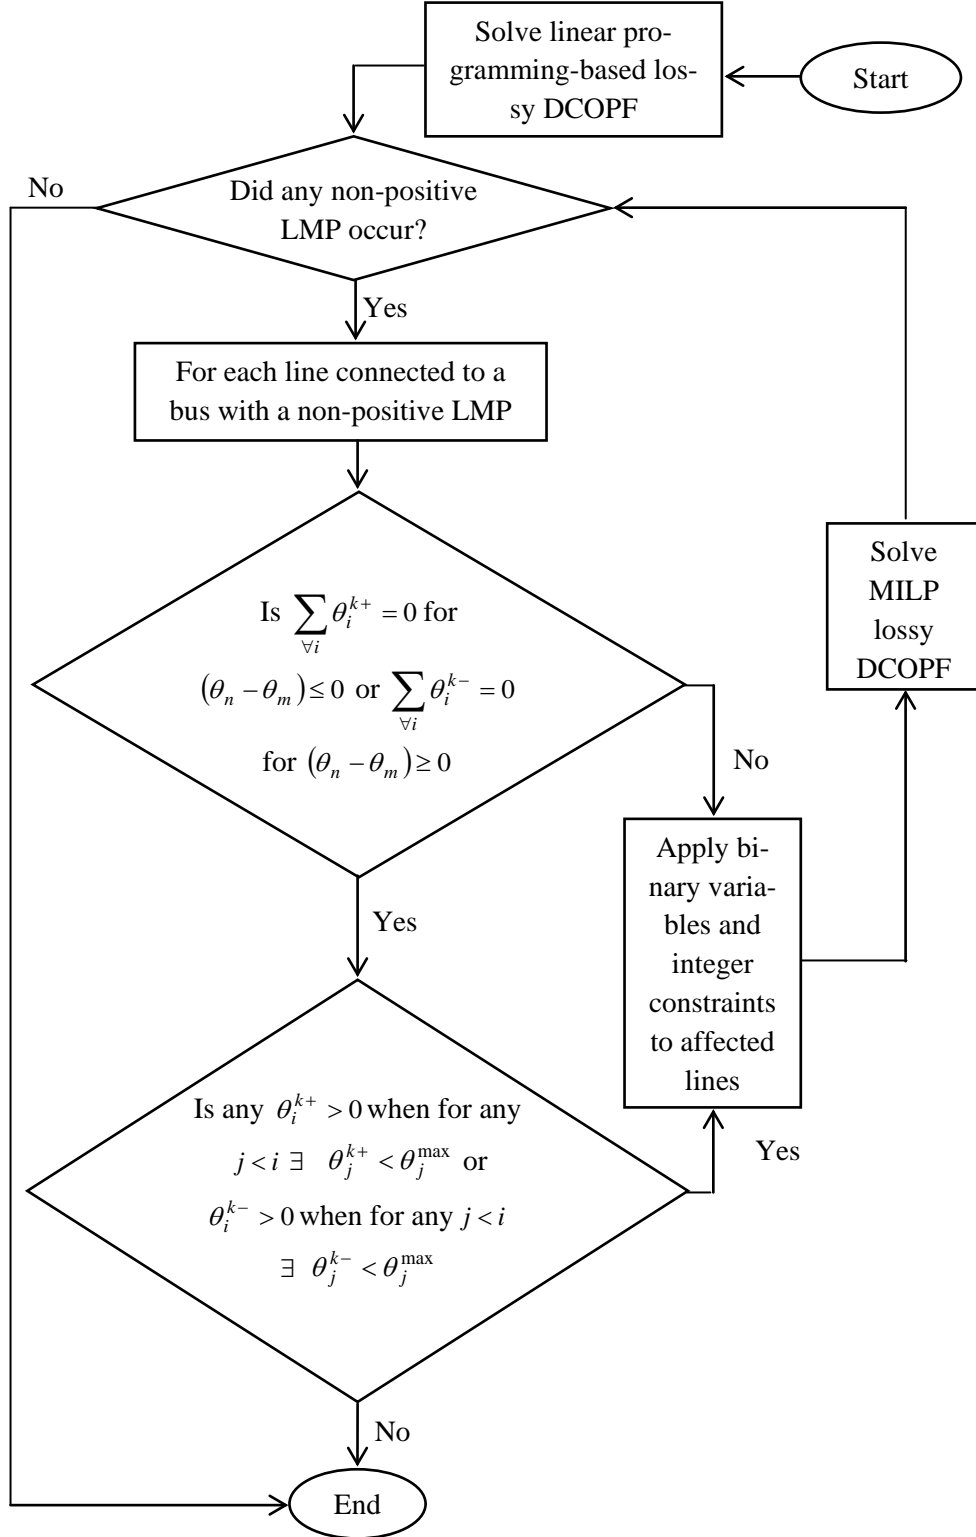 Solve linear pro-
gramming-based los-
sy DCOPF
Start
No
Did any non-positive
LMP occur?
Yes
For each line connected to a
bus with a non-positive LMP
Solve
MILP
lossy
DCOPF
Is ∑∀i θ_i^{k+} = 0 for
(θ_n − θ_m) ≤ 0 or ∑∀i θ_i^{k−} = 0
for (θ_n − θ_m) ≥ 0
No
Apply bi-
nary varia-
bles and
integer
constraints
to affected
lines
Yes
Is any θ_i^{k+} > 0 when for any
j < i ∃ θ_j^{k+} < θ_j^{max} or
θ_i^{k−} > 0 when for any j < i
∃ θ_j^{k−} < θ_j^{max}
Yes
No
End